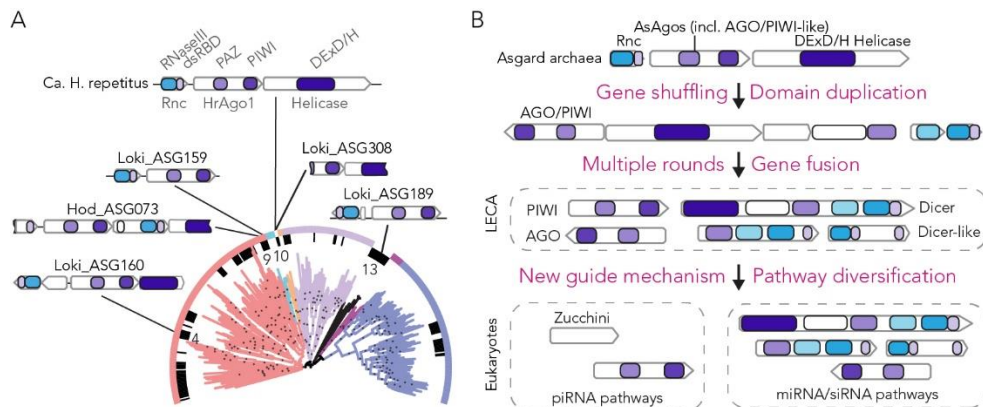 A
RNaseIII
dsRBD
PAZ
PIWI
DExD/H
Ca. H. repetitus
Rnc
HrAgo1
Helicase
Loki_ASG159
Loki_ASG308
Loki_ASG189
Hod_ASG073
Loki_ASG160
9
10
13
4
B
AsAgos (incl. AGO/PIWI-like)
Rnc
DExD/H Helicase
Asgard archaea
Gene shuffling
Domain duplication
AGO/PIWI
Multiple rounds
Gene fusion
LECA
PIWI
Dicer
AGO
Dicer-like
New guide mechanism
Pathway diversification
Eukaryotes
Zucchini
piRNA pathways
miRNA/siRNA pathways